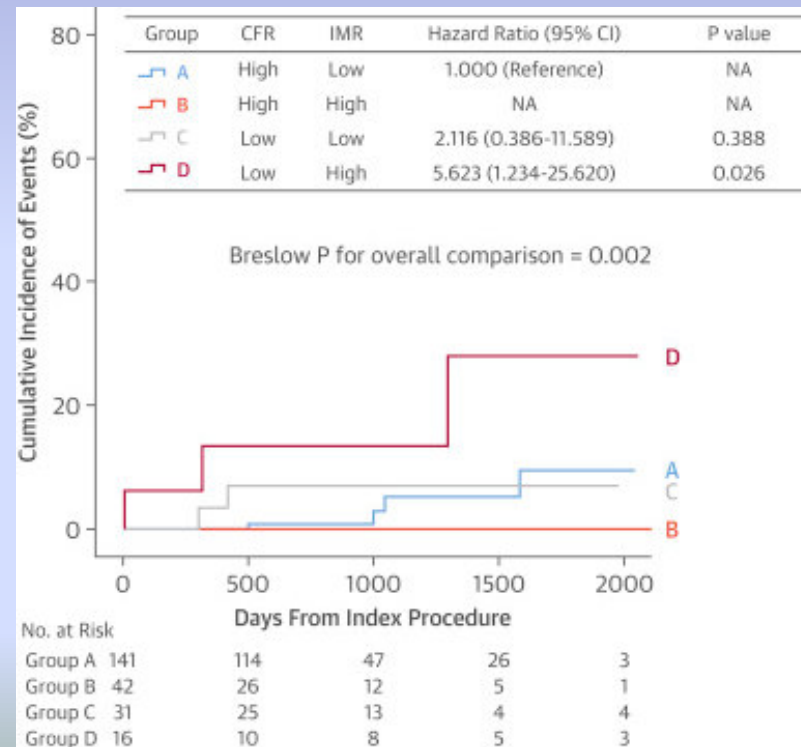 80
60
40
20
0
Cumulative Incidence of Events (%)
Group CFR IMR Hazard Ratio (95% CI) P value
A High Low 1.000 (Reference) NA
B High High NA NA
C Low Low 2.116 (0.386-11.589) 0.388
D Low High 5.623 (1.234-25.620) 0.026
Breslow P for overall comparison = 0.002
D
A
C
B
0 500 1000 1500 2000
Days From Index Procedure
No. at Risk
Group A 141 114 47 26 3
Group B 42 26 12 5 1
Group C 31 25 13 4 4
Group D 16 10 8 5 3